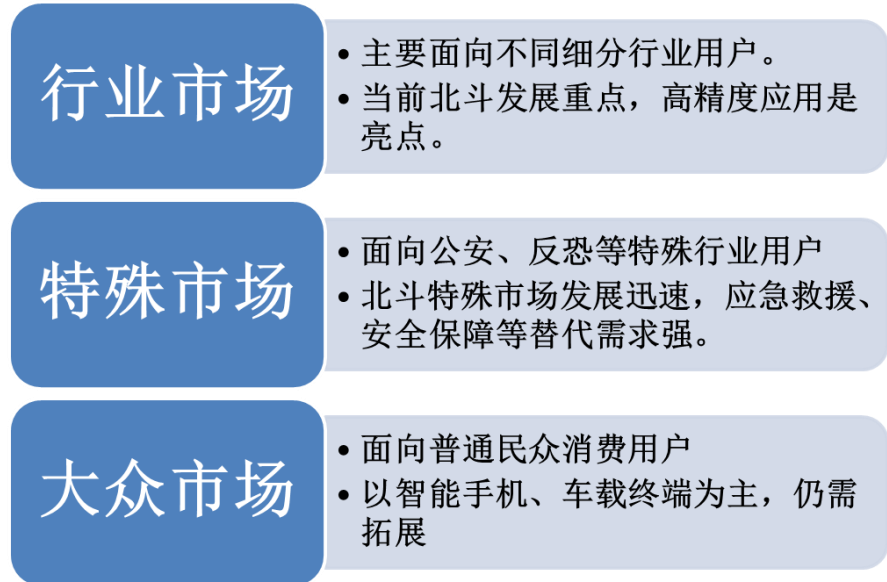 行业市场
• 主要面向不同细分行业用户。
• 当前北斗发展重点，高精度应用是
亮点。
特殊市场
• 面向公安、反恐等特殊行业用户
• 北斗特殊市场发展迅速，应急救援、
安全保障等替代需求强。
大众市场
• 面向普通民众消费用户
• 以智能手机、车载终端为主，仍需
拓展